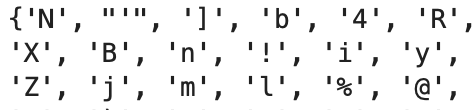 {'N', "'", ']', 'b', '4', 'R',
'X', 'B', 'n', '!', 'i', 'y',
'Z', 'j', 'm', 'l', '%', '@',